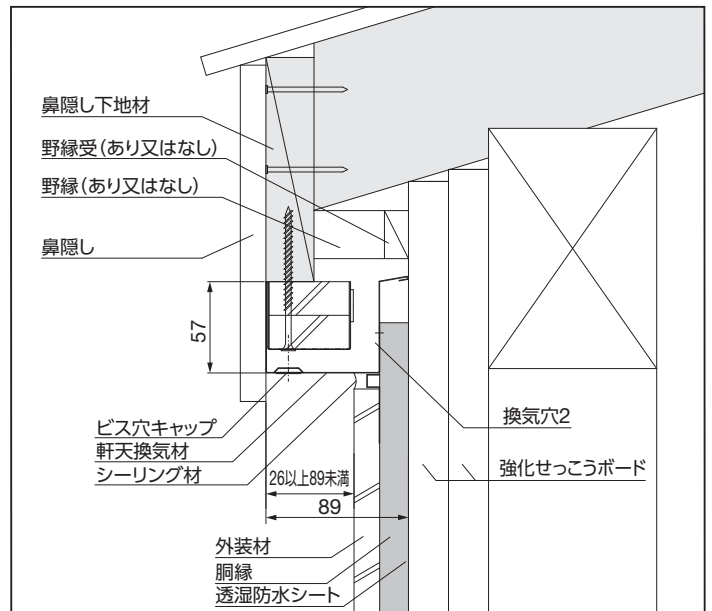 鼻隠し下地材
野縁受(あり又はなし)
野縁(あり又はなし)
鼻隠し
57
ビス穴キャップ
軒天換気材
シーリング材
26以上89未満
89
換気穴2
強化せっこうボード
外装材
胴縁
透湿防水シート